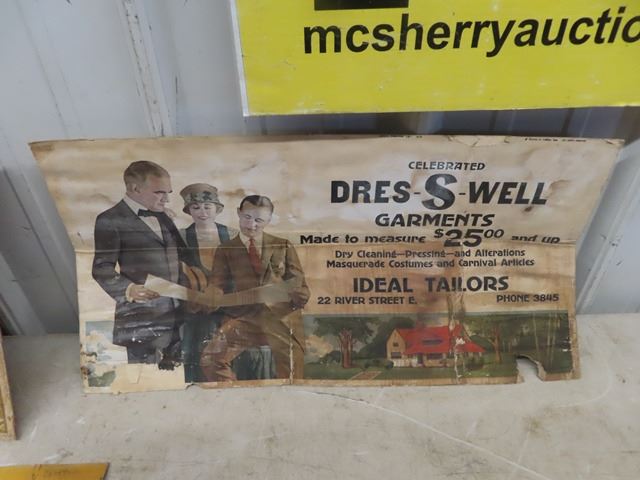 mcsherryauctio
CELEBRATED
DRES-S-WELL
GARMENTS
Made to measure $25.00 and up
Dry Cleaning—Pressing—and Alterations
Masquerade Costumes and Carnival Articles
IDEAL TAILORS
22 RIVER STREET E. PHONE 3845